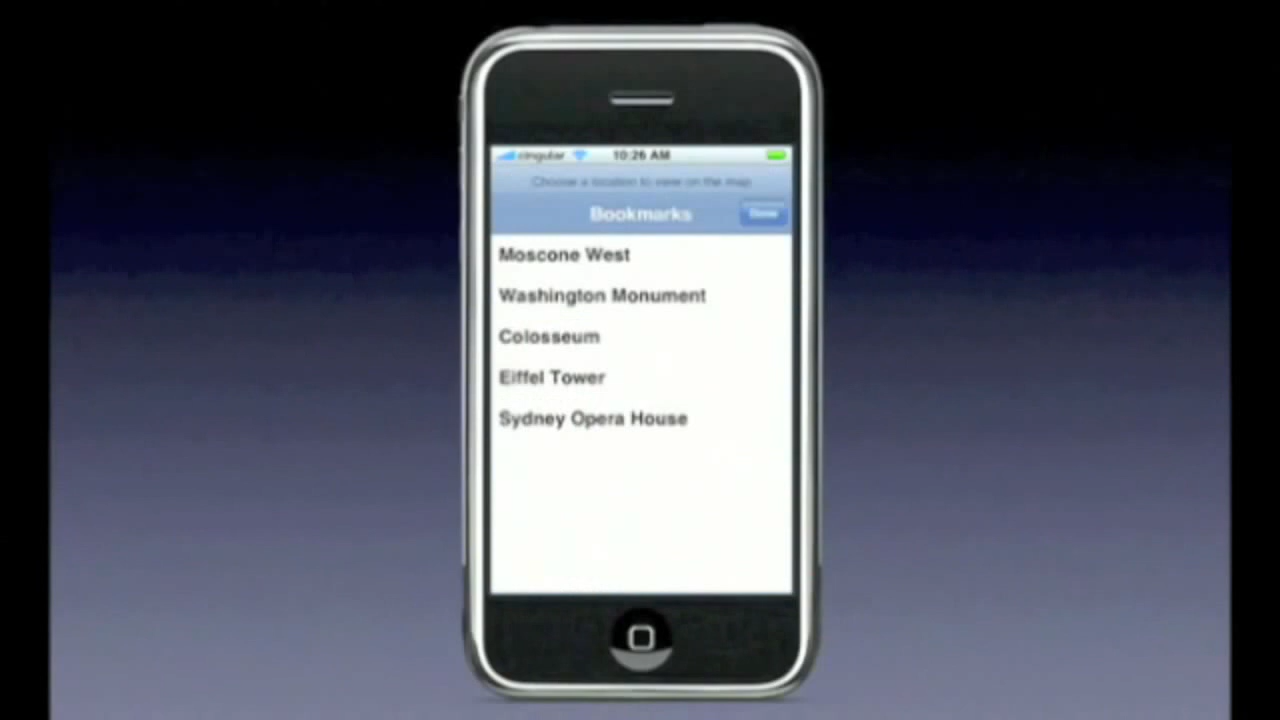 cingular 10:26 AM
Choose a location to view on the map
Bookmarks Done
Moscone West
Washington Monument
Colosseum
Eiffel Tower
Sydney Opera House